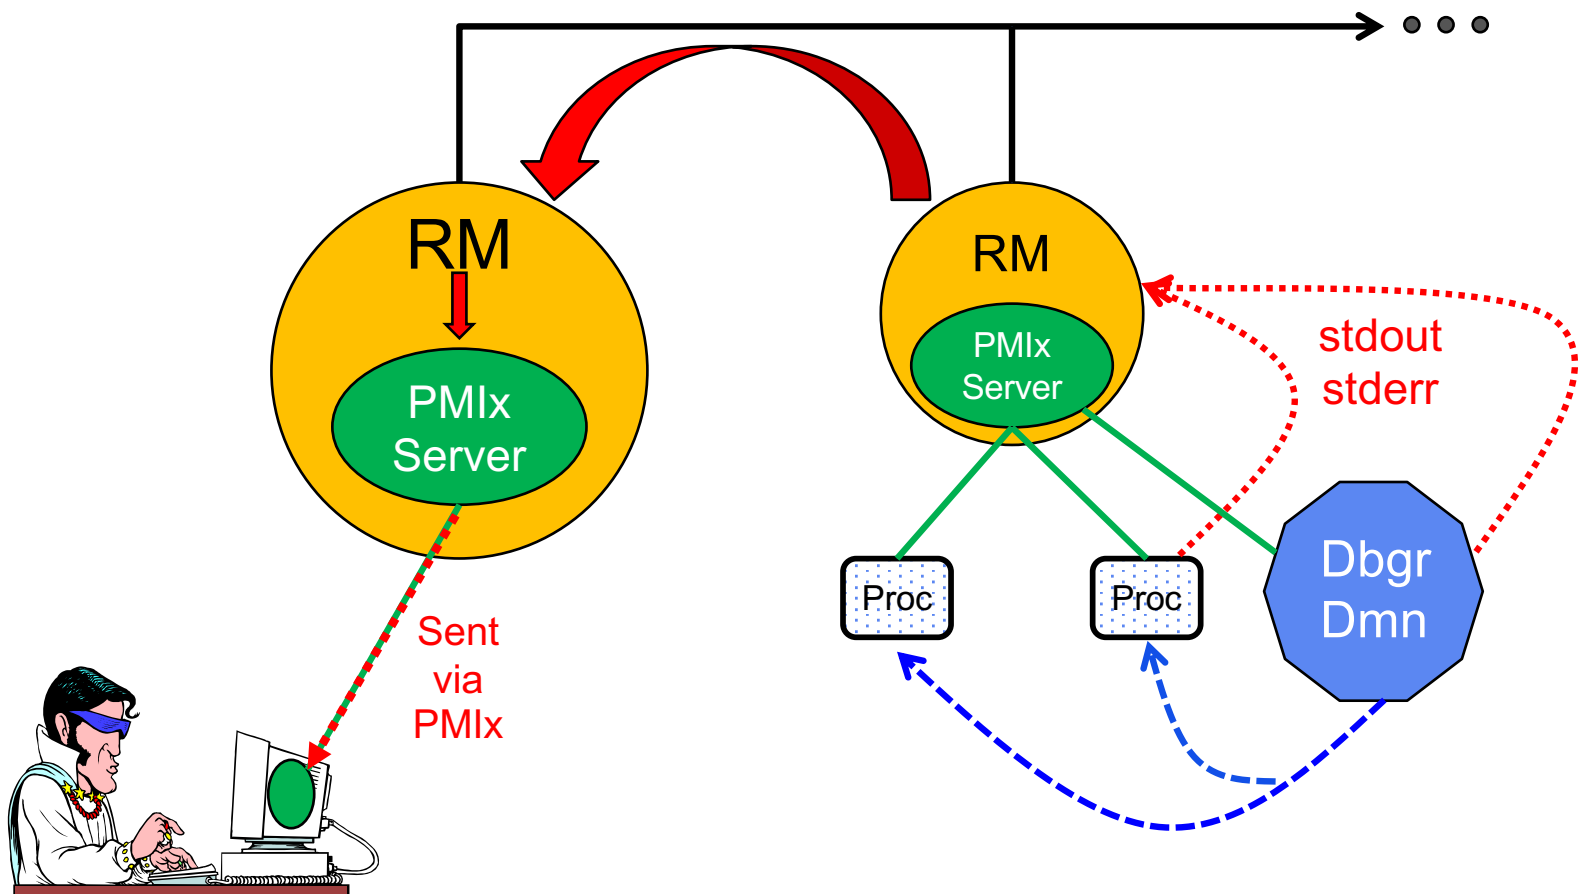 RM
PMIx
Server
Sent
via
PMIx
RM
PMIx
Server
stdout
stderr
Proc
Proc
Dbgr
Dmn